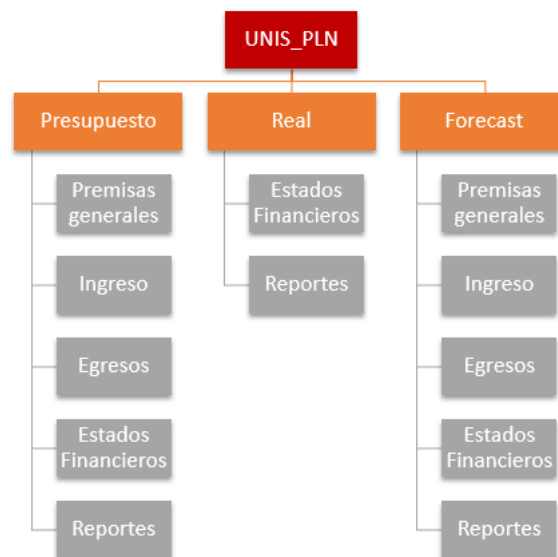 UNIS_PLN
Presupuesto
Premisas
generales
Ingreso
Egresos
Estados
Financieros
Reportes
Real
Estados
Financieros
Reportes
Forecast
Premisas
generales
Ingreso
Egresos
Estados
Financieros
Reportes